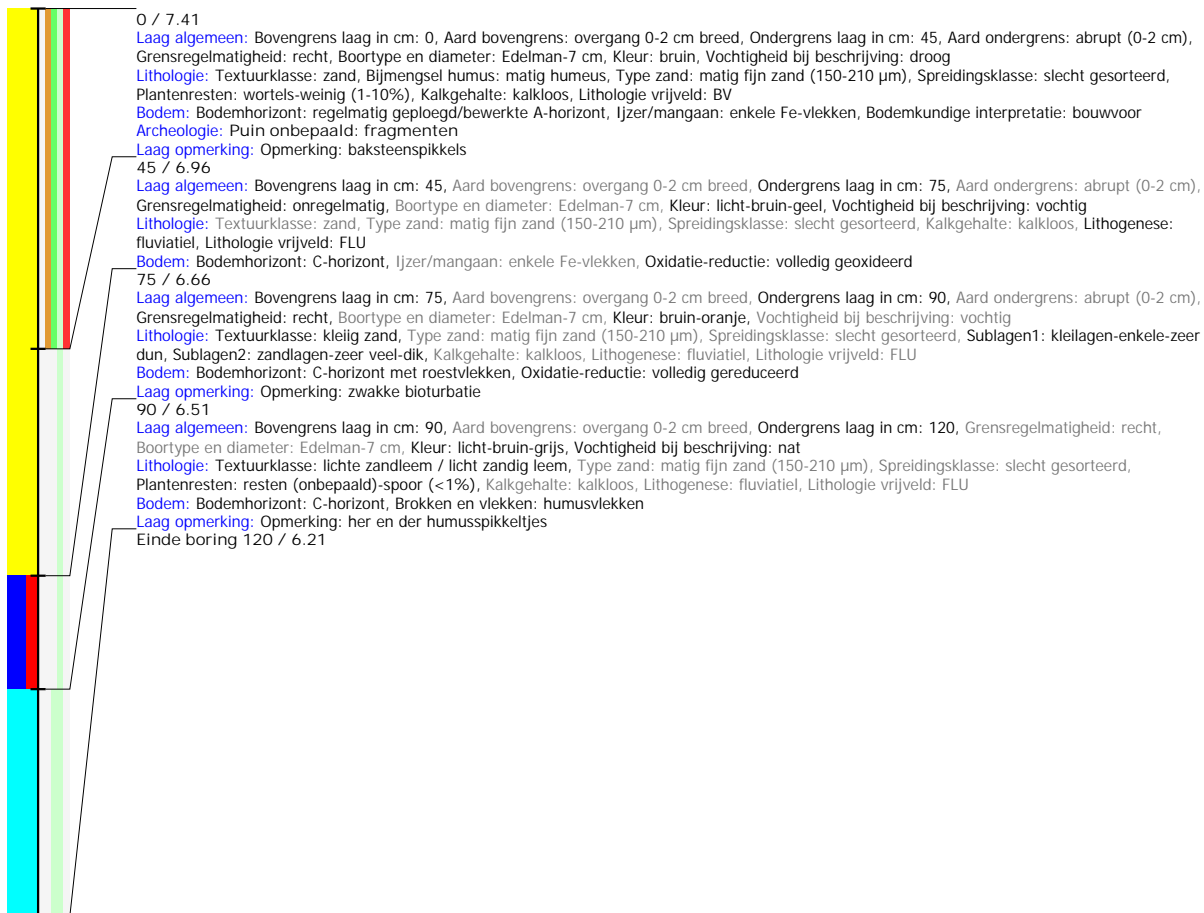 0 / 7.41
Laag algemeen: Bovengrens laag in cm: 0, Aard bovengrens: overgang 0-2 cm breed, Ondergrens laag in cm: 45, Aard ondergrens: abrupt (0-2 cm),
Grensregelmatigheid: recht, Boortype en diameter: Edelman-7 cm, Kleur: bruin, Vochtigheid bij beschrijving: droog
Lithologie: Textuurklasse: zand, Bijmengsel humus: matig humeus, Type zand: matig fijn zand (150-210 µm), Spreidingsklasse: slecht gesorteerd,
Plantenresten: wortels-weinig (1-10%), Kalkgehalte: kalkloos, Lithologie vrijveld: BV
Bodem: Bodemhorizont: regelmatig geploegd/bewerkte A-horizont, Ijzer/mangaan: enkele Fe-vlekken, Bodemkundige interpretatie: bouwvoor
Archeologie: Puin onbepaald: fragmenten
Laag opmerking: Opmerking: baksteenspikkels
45 / 6.96
Laag algemeen: Bovengrens laag in cm: 45, Aard bovengrens: overgang 0-2 cm breed, Ondergrens laag in cm: 75, Aard ondergrens: abrupt (0-2 cm),
Grensregelmatigheid: onregelmatig, Boortype en diameter: Edelman-7 cm, Kleur: licht-bruin-geel, Vochtigheid bij beschrijving: vochtig
Lithologie: Textuurklasse: zand, Type zand: matig fijn zand (150-210 µm), Spreidingsklasse: slecht gesorteerd, Kalkgehalte: kalkloos, Lithogenese:
fluviatiel, Lithologie vrijveld: FLU
Bodem: Bodemhorizont: C-horizont, Ijzer/mangaan: enkele Fe-vlekken, Oxidatie-reductie: volledig geoxideerd
75 / 6.66
Laag algemeen: Bovengrens laag in cm: 75, Aard bovengrens: overgang 0-2 cm breed, Ondergrens laag in cm: 90, Aard ondergrens: abrupt (0-2 cm),
Grensregelmatigheid: recht, Boortype en diameter: Edelman-7 cm, Kleur: bruin-oranje, Vochtigheid bij beschrijving: vochtig
Lithologie: Textuurklasse: kleiig zand, Type zand: matig fijn zand (150-210 µm), Spreidingsklasse: slecht gesorteerd, Sublagen1: kleilagen-enkele-zeer
dun, Sublagen2: zandlagen-zeer veel-dik, Kalkgehalte: kalkloos, Lithogenese: fluviatiel, Lithologie vrijveld: FLU
Bodem: Bodemhorizont: C-horizont met roestvlekken, Oxidatie-reductie: volledig gereduceerd
Laag opmerking: Opmerking: zwakke bioturbatie
90 / 6.51
Laag algemeen: Bovengrens laag in cm: 90, Aard bovengrens: overgang 0-2 cm breed, Ondergrens laag in cm: 120, Grensregelmatigheid: recht,
Boortype en diameter: Edelman-7 cm, Kleur: licht-bruin-grijs, Vochtigheid bij beschrijving: nat
Lithologie: Textuurklasse: lichte zandleem / licht zandig leem, Type zand: matig fijn zand (150-210 µm), Spreidingsklasse: slecht gesorteerd,
Plantenresten: resten (onbepaald)-spoor (<1%), Kalkgehalte: kalkloos, Lithogenese: fluviatiel, Lithologie vrijveld: FLU
Bodem: Bodemhorizont: C-horizont, Brokken en vlekken: humusvlekken
Laag opmerking: Opmerking: her en der humusspikkeltjes
Einde boring 120 / 6.21